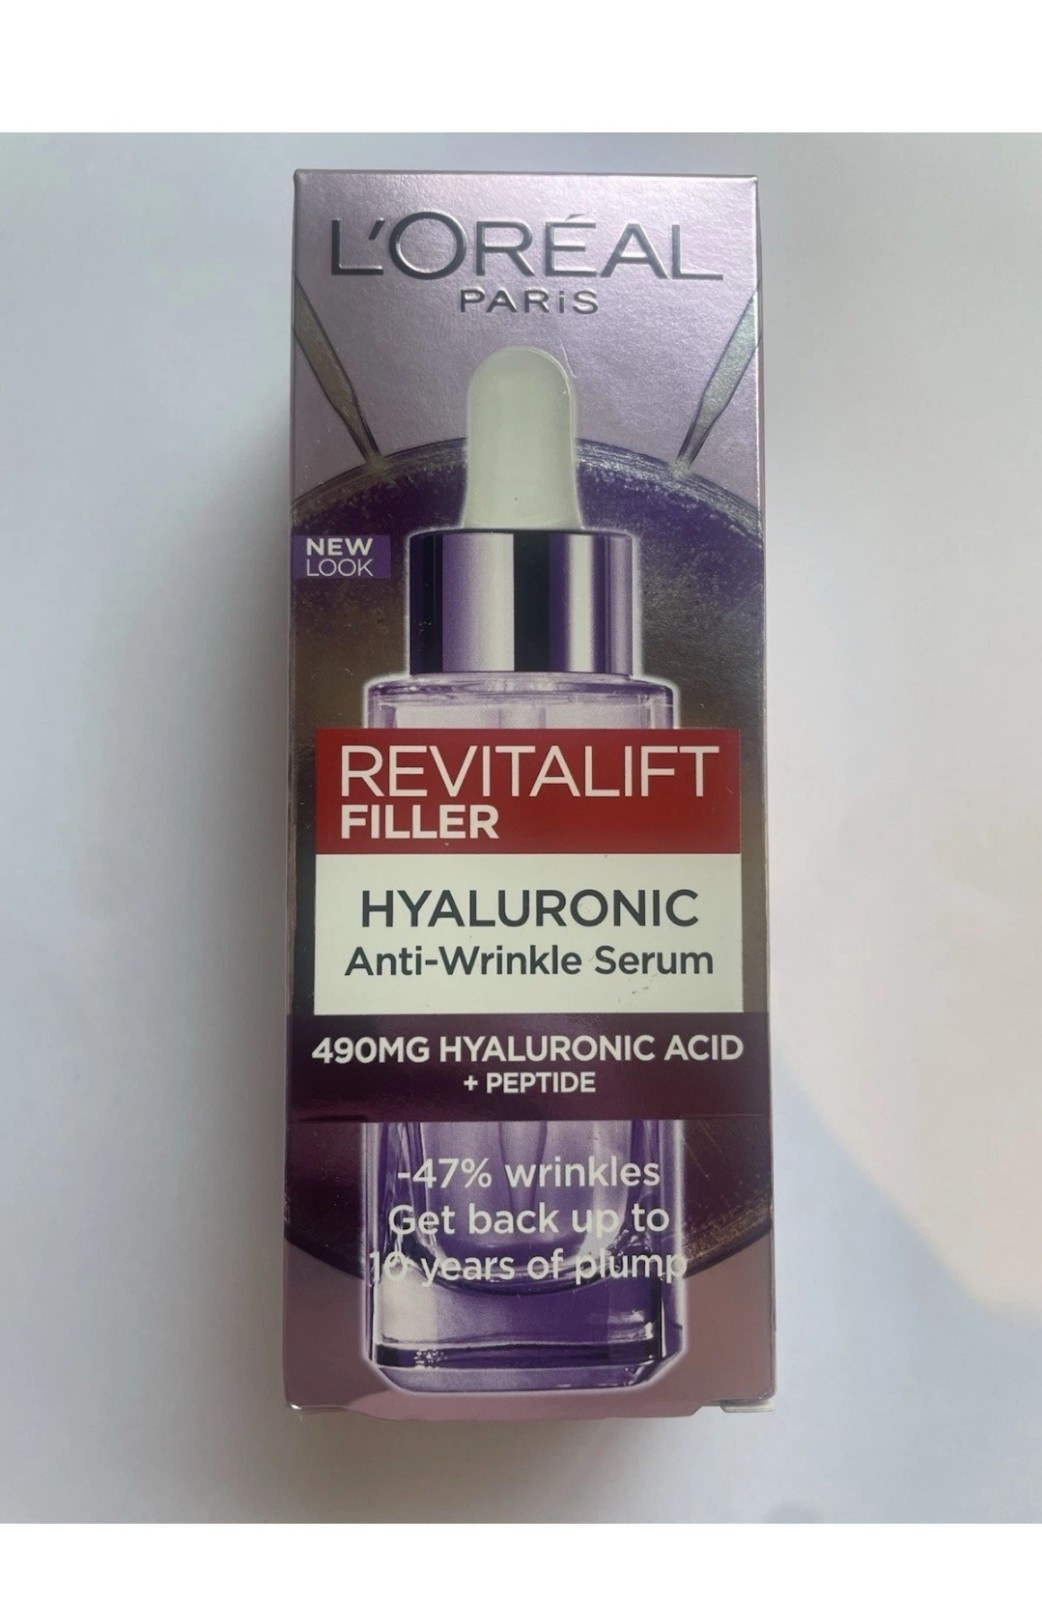 L'ORÉAL
PARiS
NEW
LOOK
REVITALIFT
FILLER
HYALURONIC
Anti-Wrinkle Serum
490MG HYALURONIC ACID
+ PEPTIDE
-47% wrinkles
Get back up to
10 years of plump